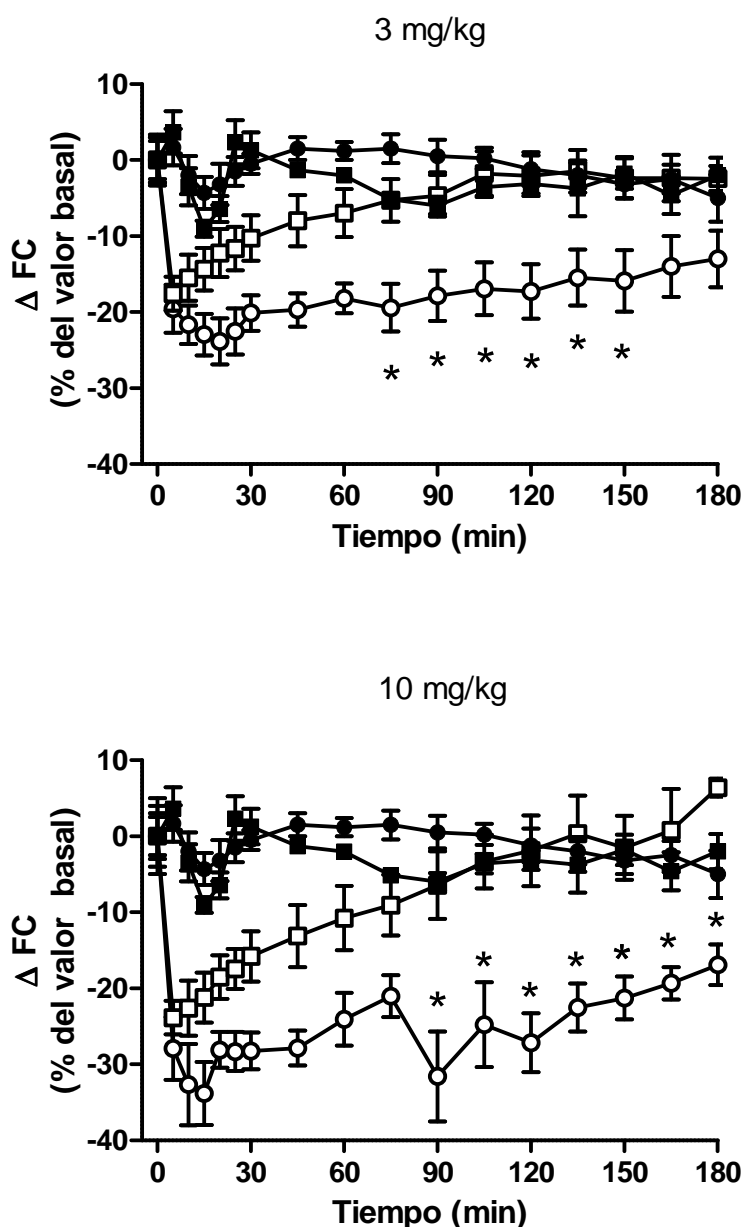 3 mg/kg
10
0
-10
-20
-30
-40
Δ FC
(% del valor basal)
* * * * * *
0 30 60 90 120 150 180
Tiempo (min)
10 mg/kg
10
0
-10
-20
-30
-40
Δ FC
(% del valor basal)
* * * * * * *
0 30 60 90 120 150 180
Tiempo (min)